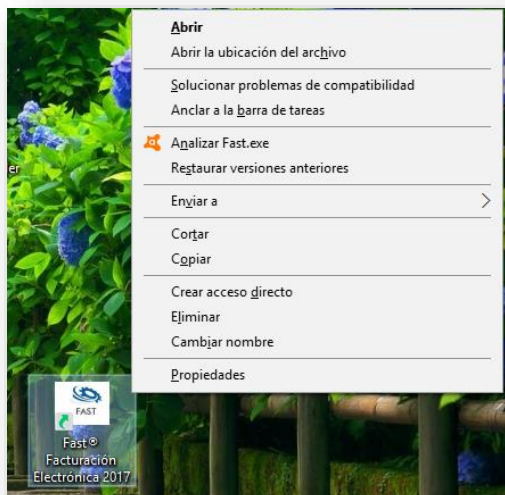 Abrir
Abrir la ubicación del archivo
Solucionar problemas de compatibilidad
Anclar a la barra de tareas
Analizar Fast.exe
Restaurar versiones anteriores
er
Enviar a
Cortar
Copiar
Crear acceso directo
Eliminar
Cambiar nombre
Propiedades
FAST
Fast®
Facturación
Electrónica 2017